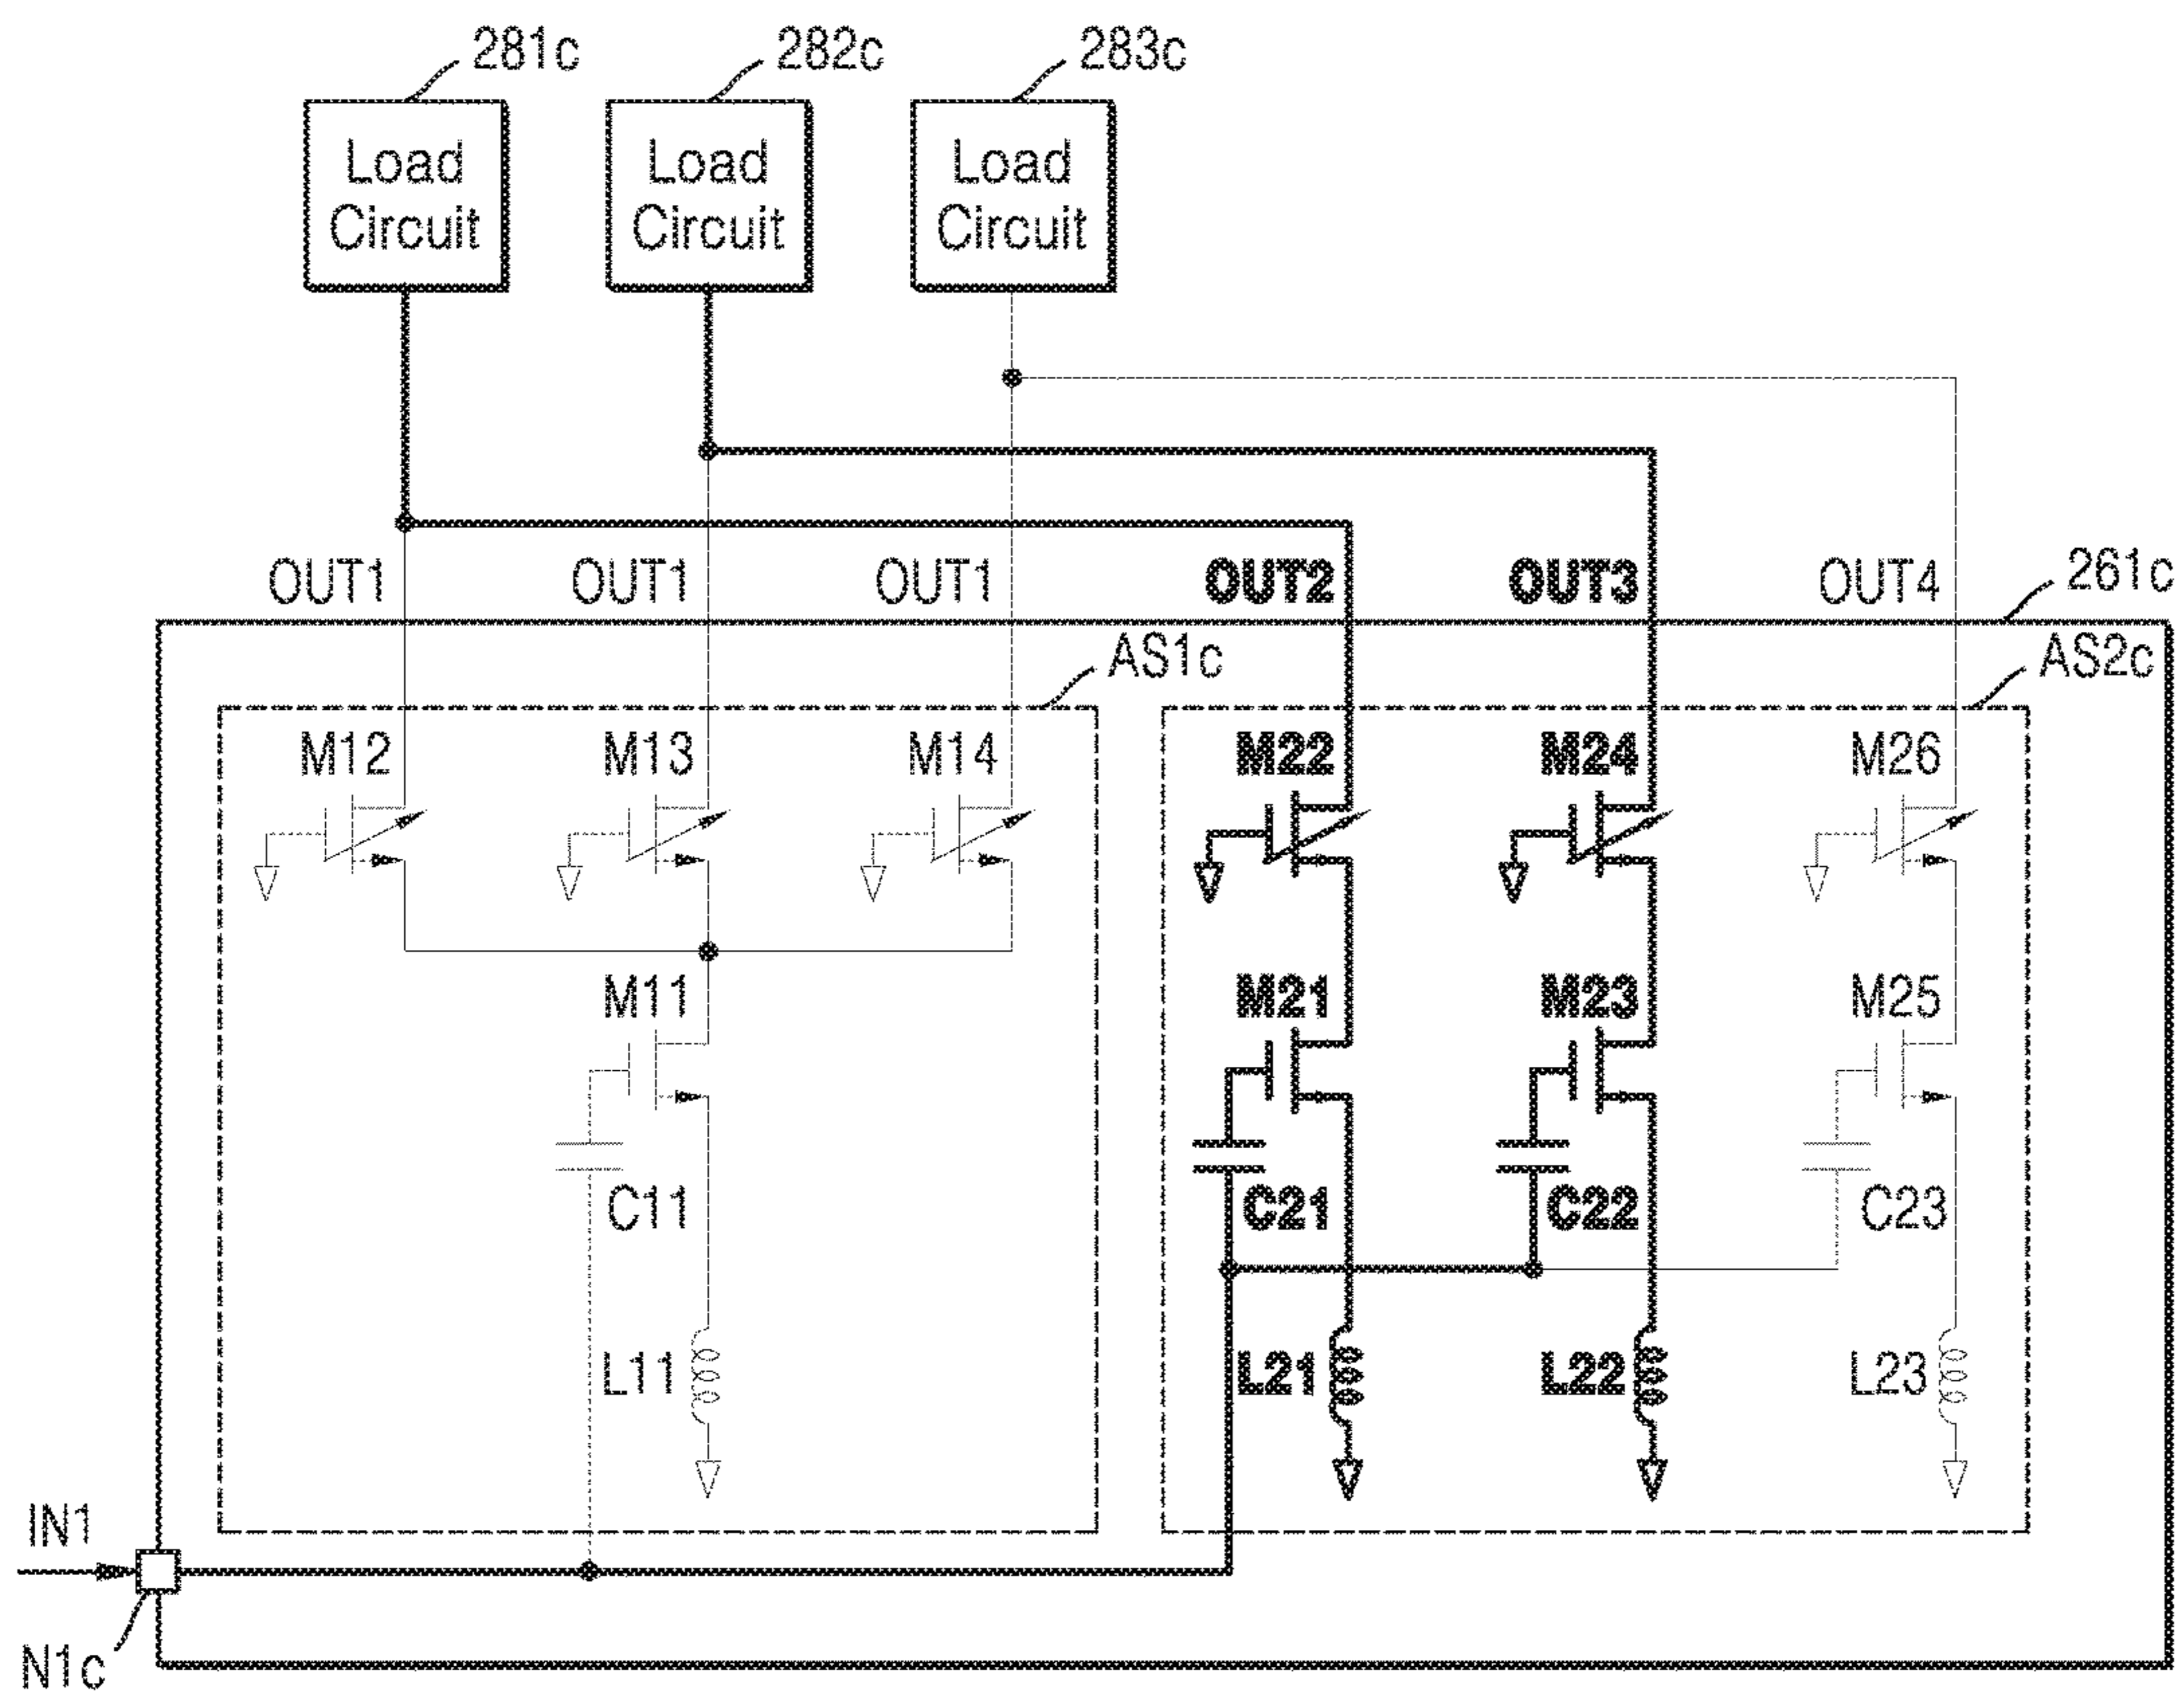 281c
282c
283c
Load
Circuit
Load
Circuit
Load
Circuit
OUT1
OUT1
OUT1
OUT2
OUT3
OUT4
261c
AS1c
AS2c
M12
M13
M14
M22
M24
M26
M11
M21
M23
M25
C11
C21
C22
C23
L11
L21
L22
L23
IN1
N1c